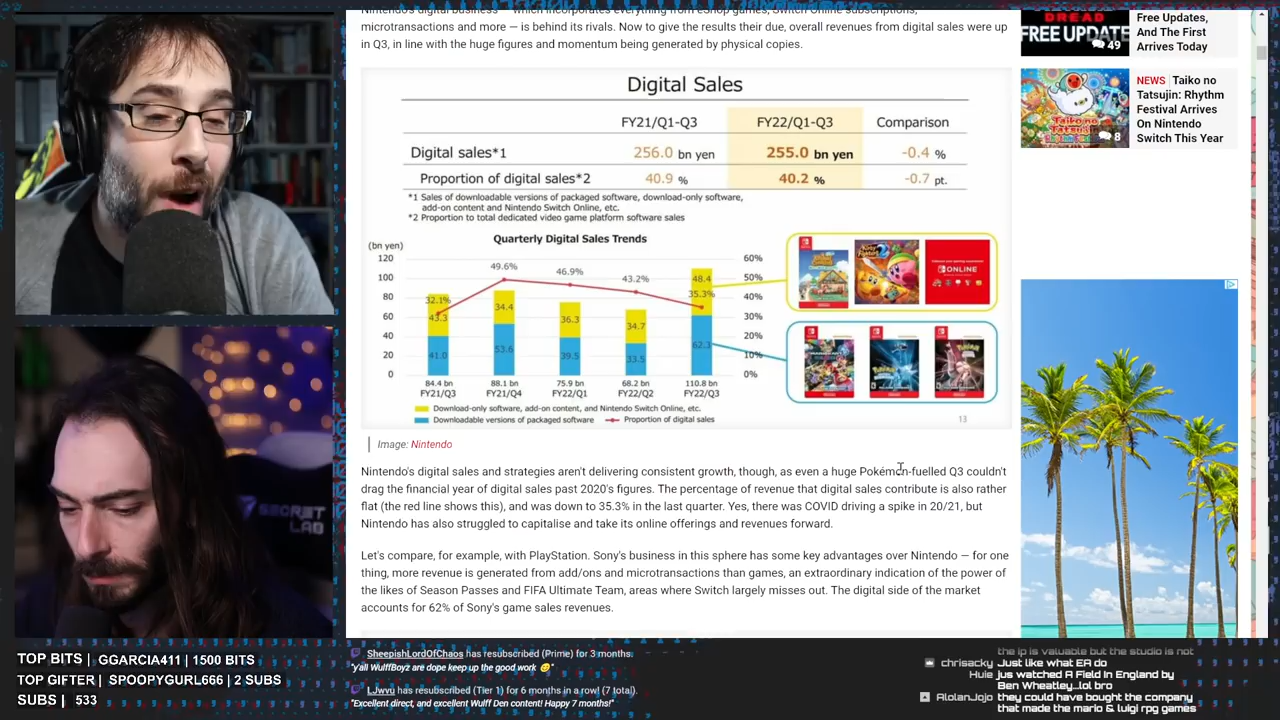 Nintendo's digital business — which incorporates everything from eShop games, Switch Online subscriptions,
microtransactions and more — is behind its rivals. Now to give the results their due, overall revenues from digital sales were up
in Q3, in line with the huge figures and momentum being generated by physical copies.
Digital Sales
FY21/Q1-Q3 FY22/Q1-Q3 Comparison
Digital sales*1 256.0 bn yen 255.0 bn yen -0.4 %
Proportion of digital sales*2 40.9 % 40.2 % -0.7 pt.
*1 Sales of downloadable versions of packaged software, download-only software,
add-on content and Nintendo Switch Online, etc.
*2 Proportion to total dedicated video game platform software sales
Quarterly Digital Sales Trends
(bn yen)
120 60%
100 50%
80 40%
60 30%
40 20%
20 10%
0 0%
32.1% 49.6% 46.9% 43.2% 35.3%
43.3 34.4 36.3 34.7 48.4
41.0 53.6 39.5 33.5 62.3
84.4 bn 88.1 bn 75.9 bn 68.2 bn 110.8 bn
FY21/Q3 FY21/Q4 FY22/Q1 FY22/Q2 FY22/Q3
Download-only software, add-on content, and Nintendo Switch Online, etc.
Downloadable versions of packaged software Proportion of digital sales
ONLINE
13
Image: Nintendo
Nintendo's digital sales and strategies aren't delivering consistent growth, though, as even a huge Pokémon-fuelled Q3 couldn't
drag the financial year of digital sales past 2020's figures. The percentage of revenue that digital sales contribute is also rather
flat (the red line shows this), and was down to 35.3% in the last quarter. Yes, there was COVID driving a spike in 20/21, but
Nintendo has also struggled to capitalise and take its online offerings and revenues forward.
Let's compare, for example, with PlayStation. Sony's business in this sphere has some key advantages over Nintendo — for one
thing, more revenue is generated from add/ons and microtransactions than games, an extraordinary indication of the power of
the likes of Season Passes and FIFA Ultimate Team, areas where Switch largely misses out. The digital side of the market
accounts for 62% of Sony's game sales revenues.
DREAD
FREE UPDATE
49
Free Updates,
And The First
Arrives Today
8
NEWS | Taiko no
Tatsujin: Rhythm
Festival Arrives
On Nintendo
Switch This Year
SECRET
LAB
TOP BITS | GGARCIA411 | 1500 BITS
TOP GIFTER | SPOOPYGURL666 | 2 SUBS
SUBS | 533
SheepishLordOfChaos has resubscribed (Prime) for 3 months.
"y'all WulffBoyz are dope keep up the good work 😄"
LJwvu has resubscribed (Tier 1) for 6 months in a row! (7 total).
"Excellent direct, and excellent Wulff Den content! Happy 7 months!"
the ip is valuable but the studio is not
chrisacky Just like what EA do
Huie jus watched A Field in England by
Ben Wheatley...lol bro
AlolanJojo they could have bought the company
that made the mario & luigi rpg games